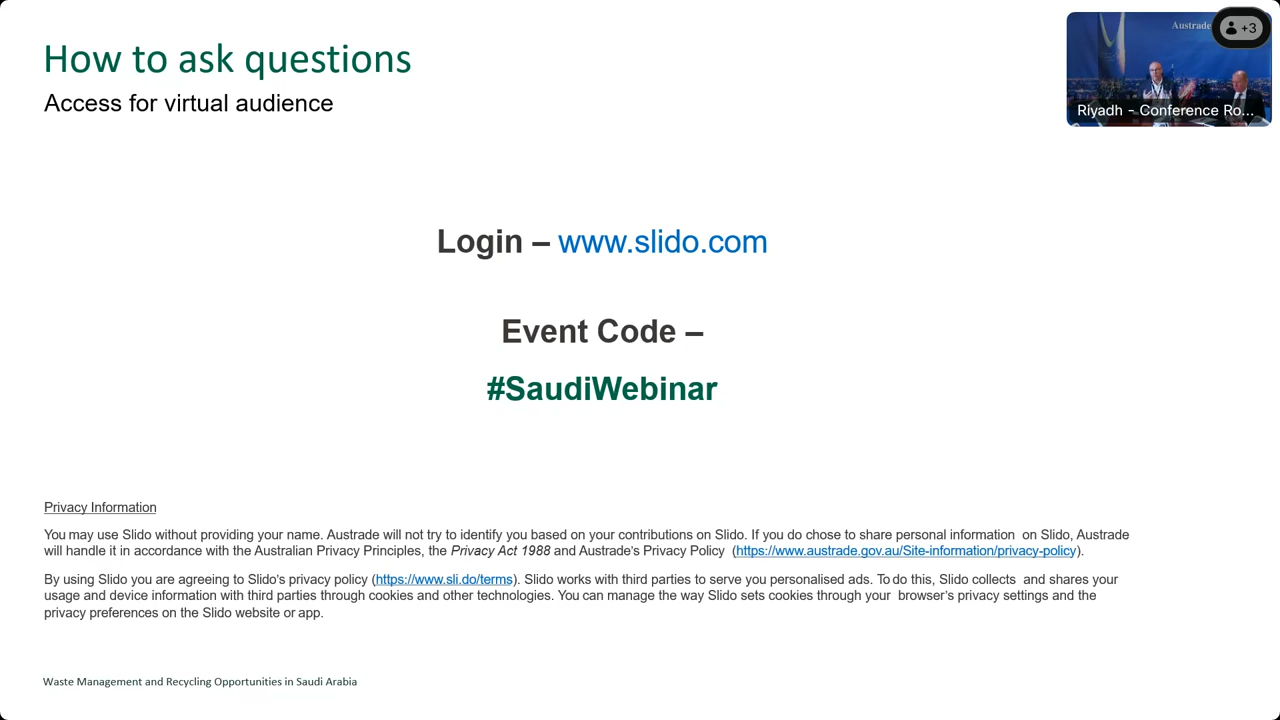 How to ask questions
Access for virtual audience
Austrade
+3
Riyadh - Conference Ro...
Login – www.slido.com
Event Code –
#SaudiWebinar
Privacy Information
You may use Slido without providing your name. Austrade will not try to identify you based on your contributions on Slido. If you do chose to share personal information on Slido, Austrade
will handle it in accordance with the Australian Privacy Principles, the Privacy Act 1988 and Austrade's Privacy Policy (https://www.austrade.gov.au/Site-information/privacy-policy).
By using Slido you are agreeing to Slido's privacy policy (https://www.sli.do/terms). Slido works with third parties to serve you personalised ads. To do this, Slido collects and shares your
usage and device information with third parties through cookies and other technologies. You can manage the way Slido sets cookies through your browser's privacy settings and the
privacy preferences on the Slido website or app.
Waste Management and Recycling Opportunities in Saudi Arabia